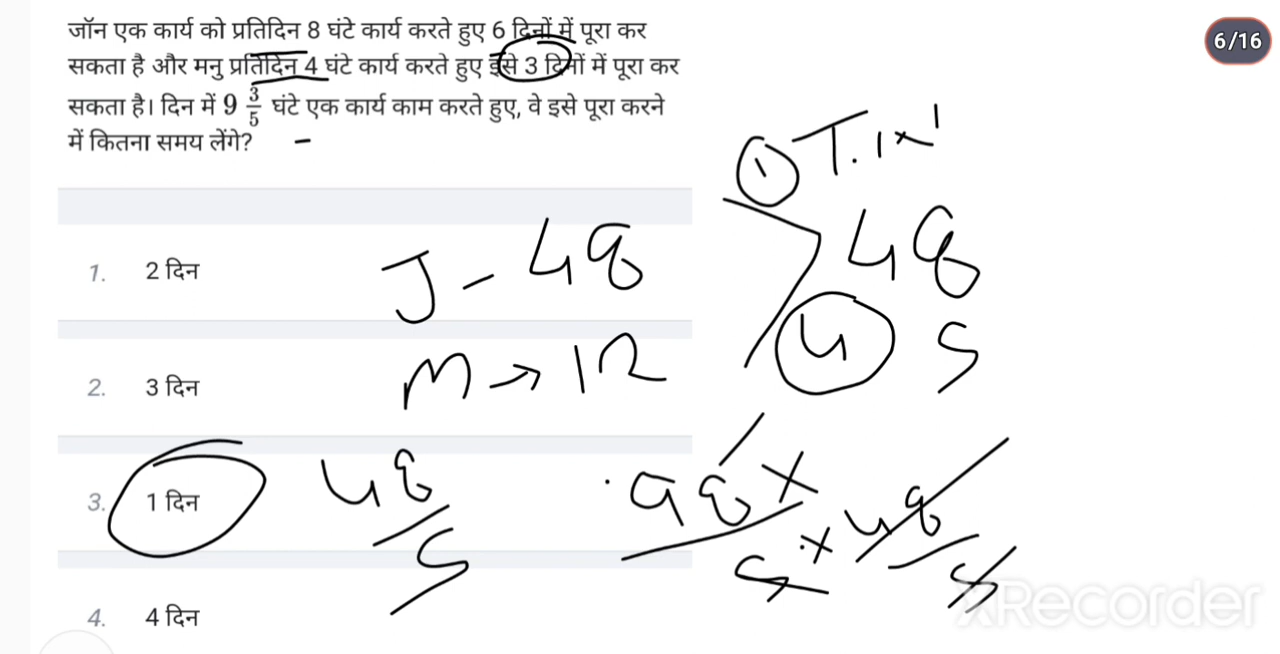 जॉन एक कार्य को प्रतिदिन 8 घंटे कार्य करते हुए 6 दिनों में पूरा कर
सकता है और मनु प्रतिदिन 4 घंटे कार्य करते हुए इसे 3 दिनों में पूरा कर
सकता है। दिन में 9 3/5 घंटे एक कार्य काम करते हुए, वे इसे पूरा करने
में कितना समय लेंगे?
6/16
1. 2 दिन
2. 3 दिन
3. 1 दिन
4. 4 दिन
J - 48
M → 12
48
4 5
48/5
48/5
XRecorder